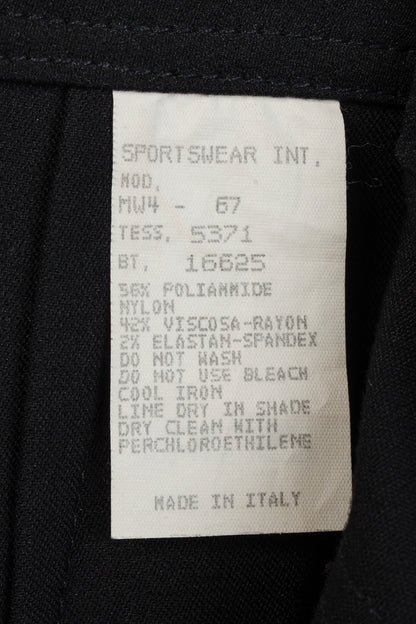 SPORTSWEAR INT.
MOD.
MW4 - 67
TESS. 5371
BT. 16625
56% POLIAMMIDE
NYLON
42% VISCOSA-RAYON
2% ELASTAN-SPANDEX
DO NOT WASH
DO NOT USE BLEACH
COOL IRON
LINE DRY IN SHADE
DRY CLEAN WITH
PERCHLOROETHILENE
MADE IN ITALY